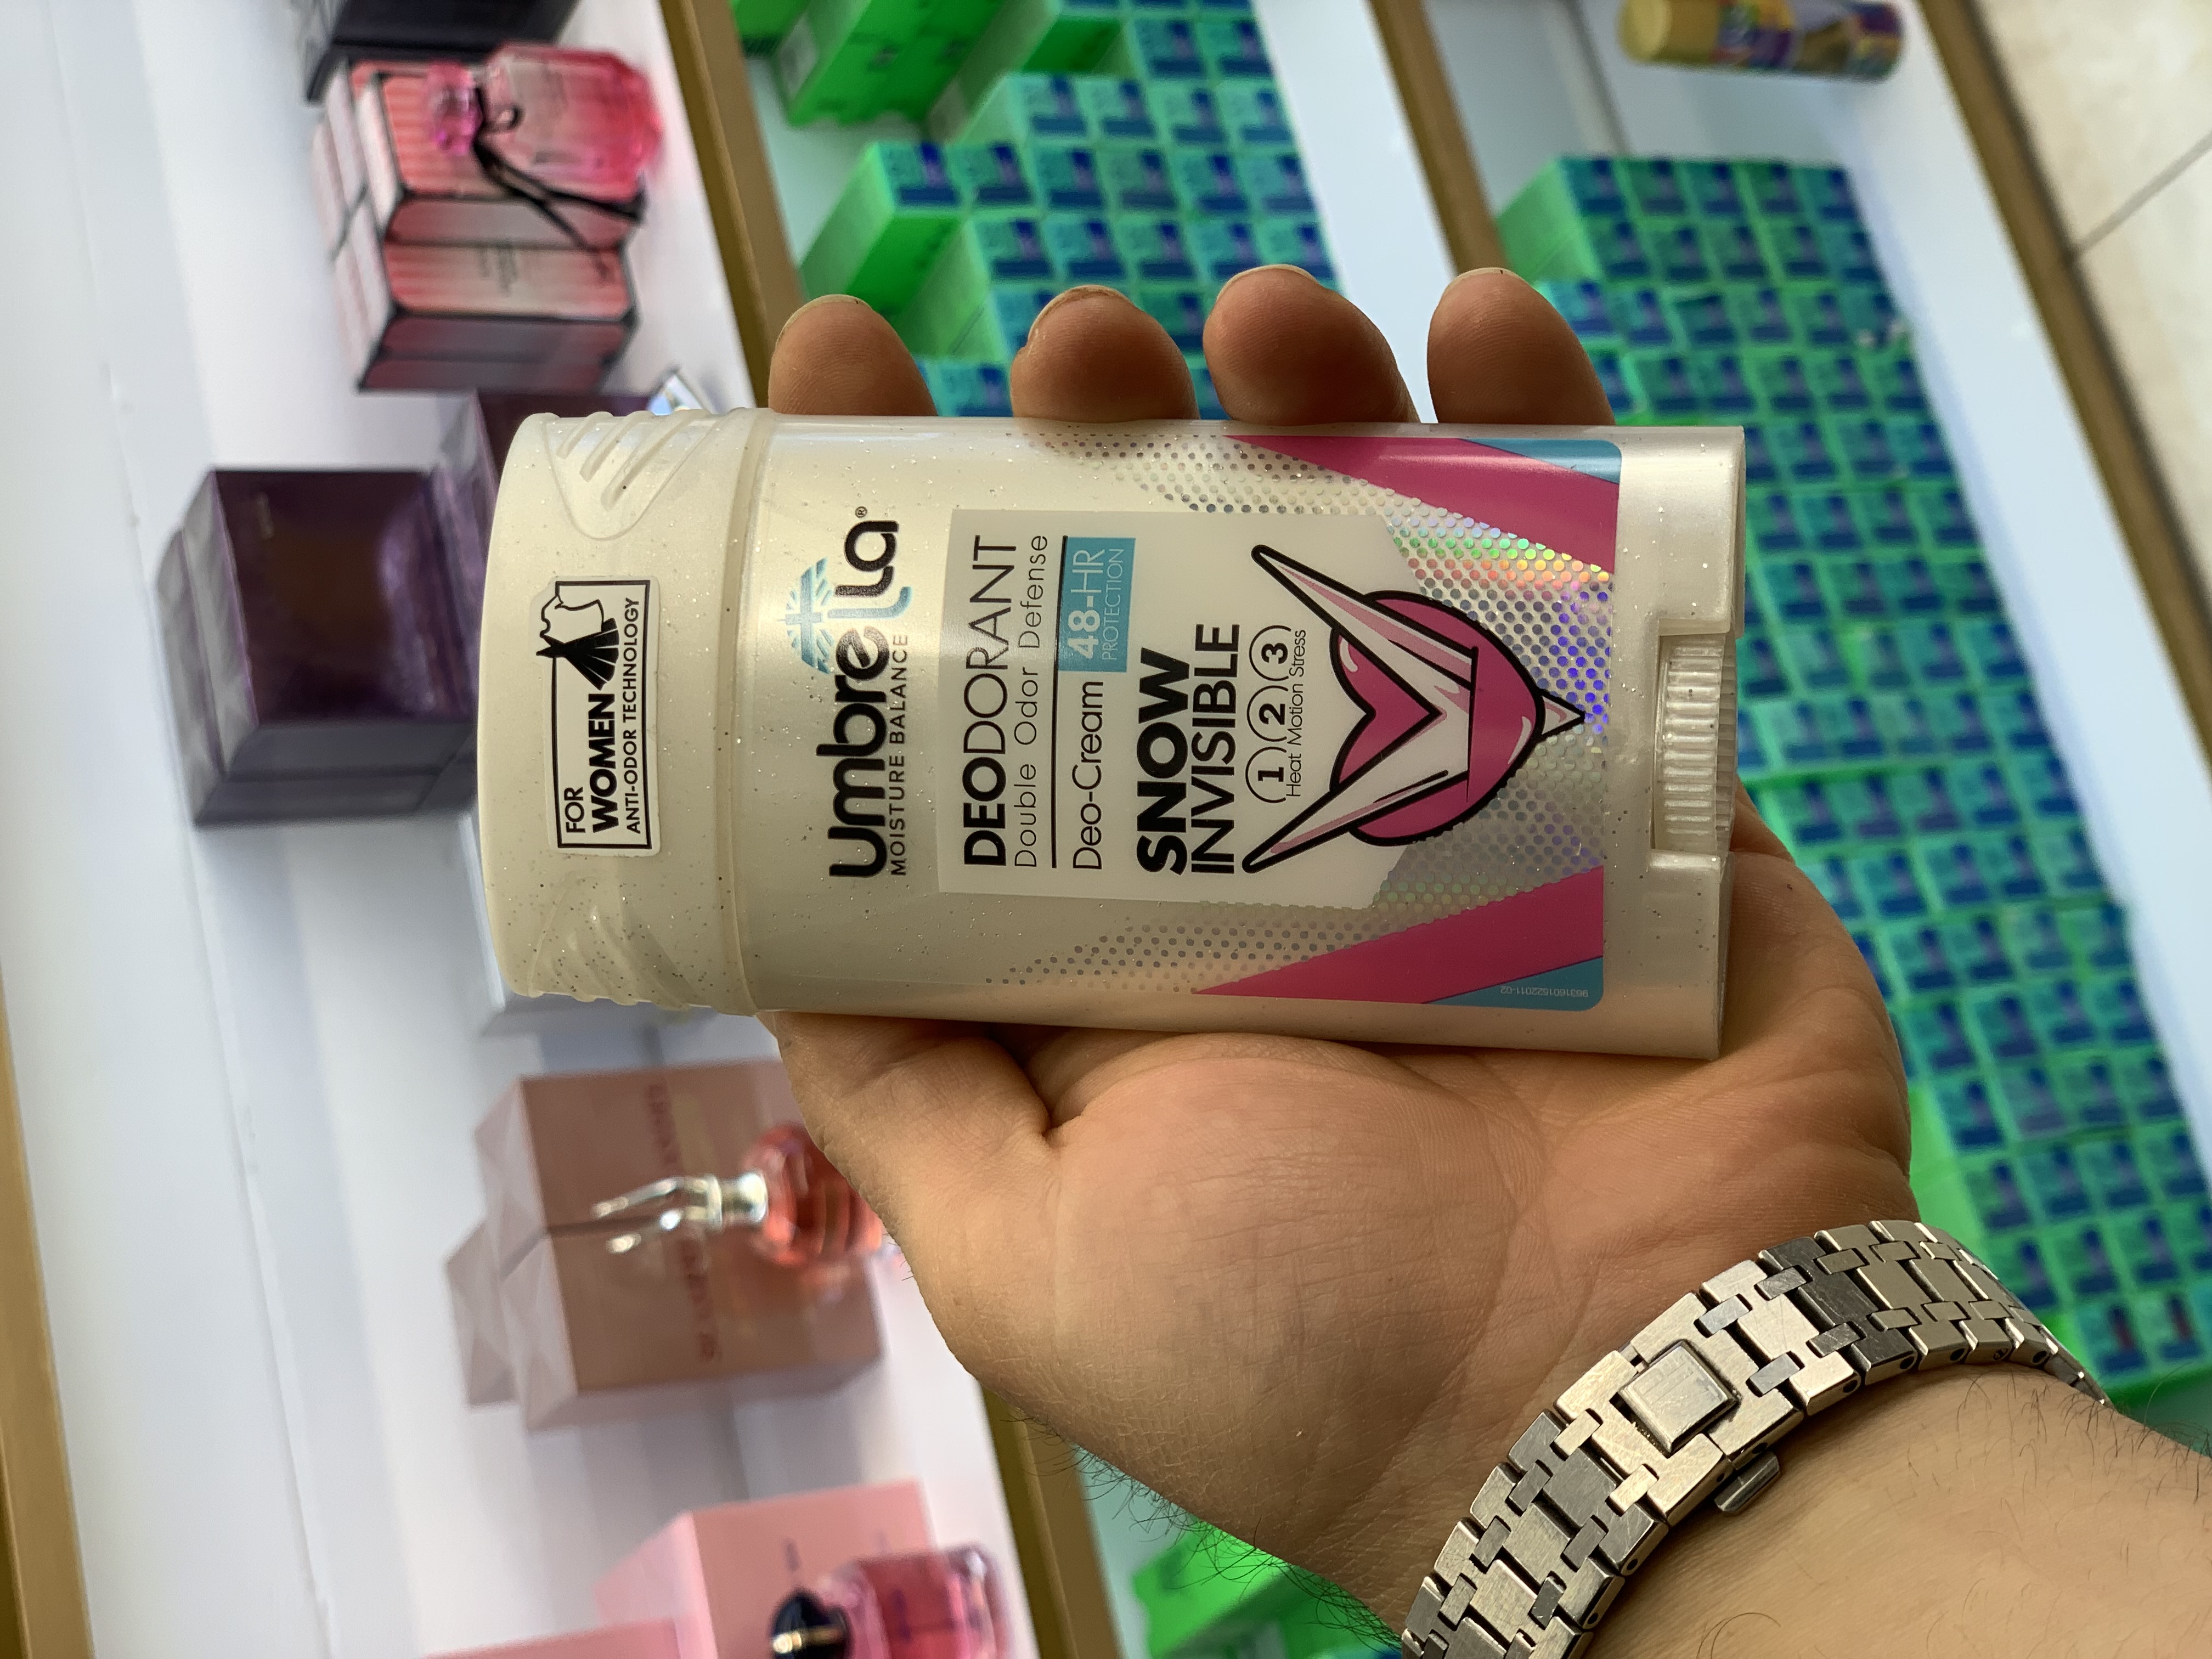 FOR
WOMEN
ANTI-ODOR TECHNOLOGY
Umbrella®
MOISTURE BALANCE
DEODORANT
Double Odor Defense
Deo-Cream
48-HR
PROTECTION
SNOW
INVISIBLE
1 2 3
Heat Motion Stress